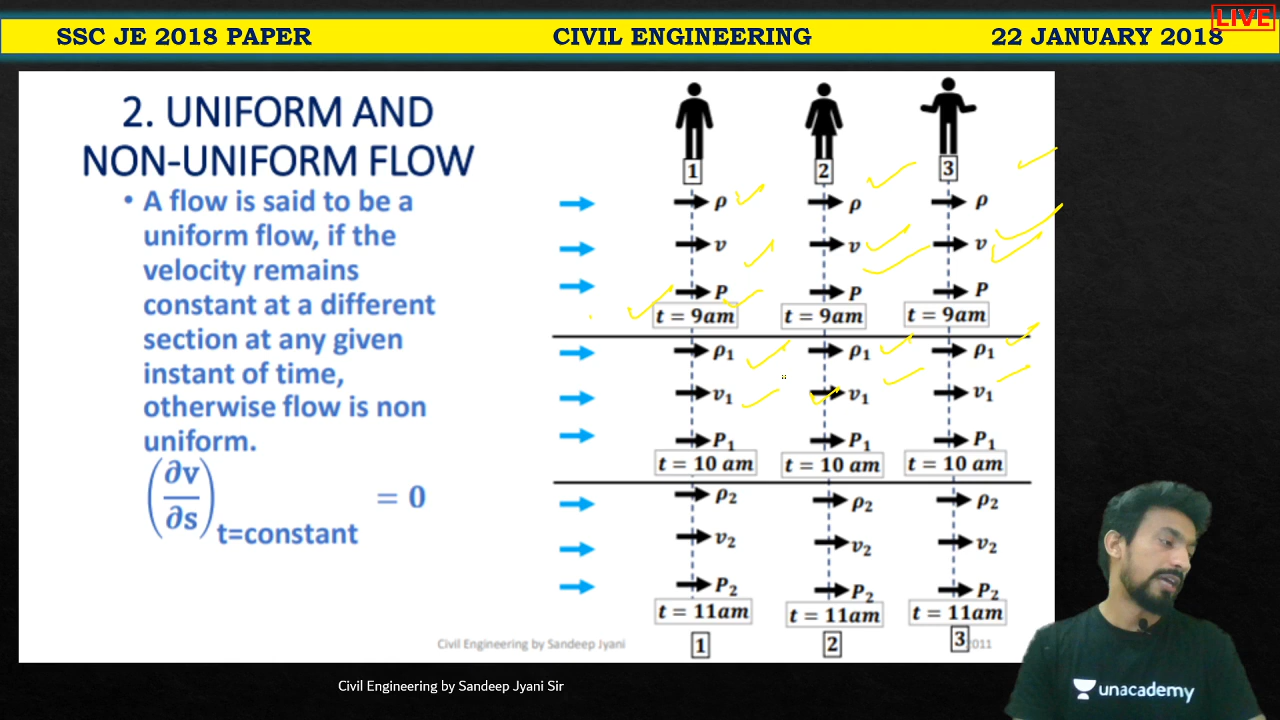 LIVE
SSC JE 2018 PAPER CIVIL ENGINEERING 22 JANUARY 2018
2. UNIFORM AND
NON-UNIFORM FLOW
• A flow is said to be a
uniform flow, if the
velocity remains
constant at a different
section at any given
instant of time,
otherwise flow is non
uniform.
(∂v/∂s)t=constant = 0
1 2 3
ρ ρ ρ
v v v
P P P
t = 9am t = 9am t = 9am
ρ₁ ρ₁ ρ₁
v₁ v₁ v₁
P₁ P₁ P₁
t = 10 am t = 10 am t = 10 am
ρ₂ ρ₂ ρ₂
v₂ v₂ v₂
P₂ P₂ P₂
t = 11am t = 11am t = 11am
1 2 3
Civil Engineering by Sandeep Jyani 2011
Civil Engineering by Sandeep Jyani Sir
unacademy